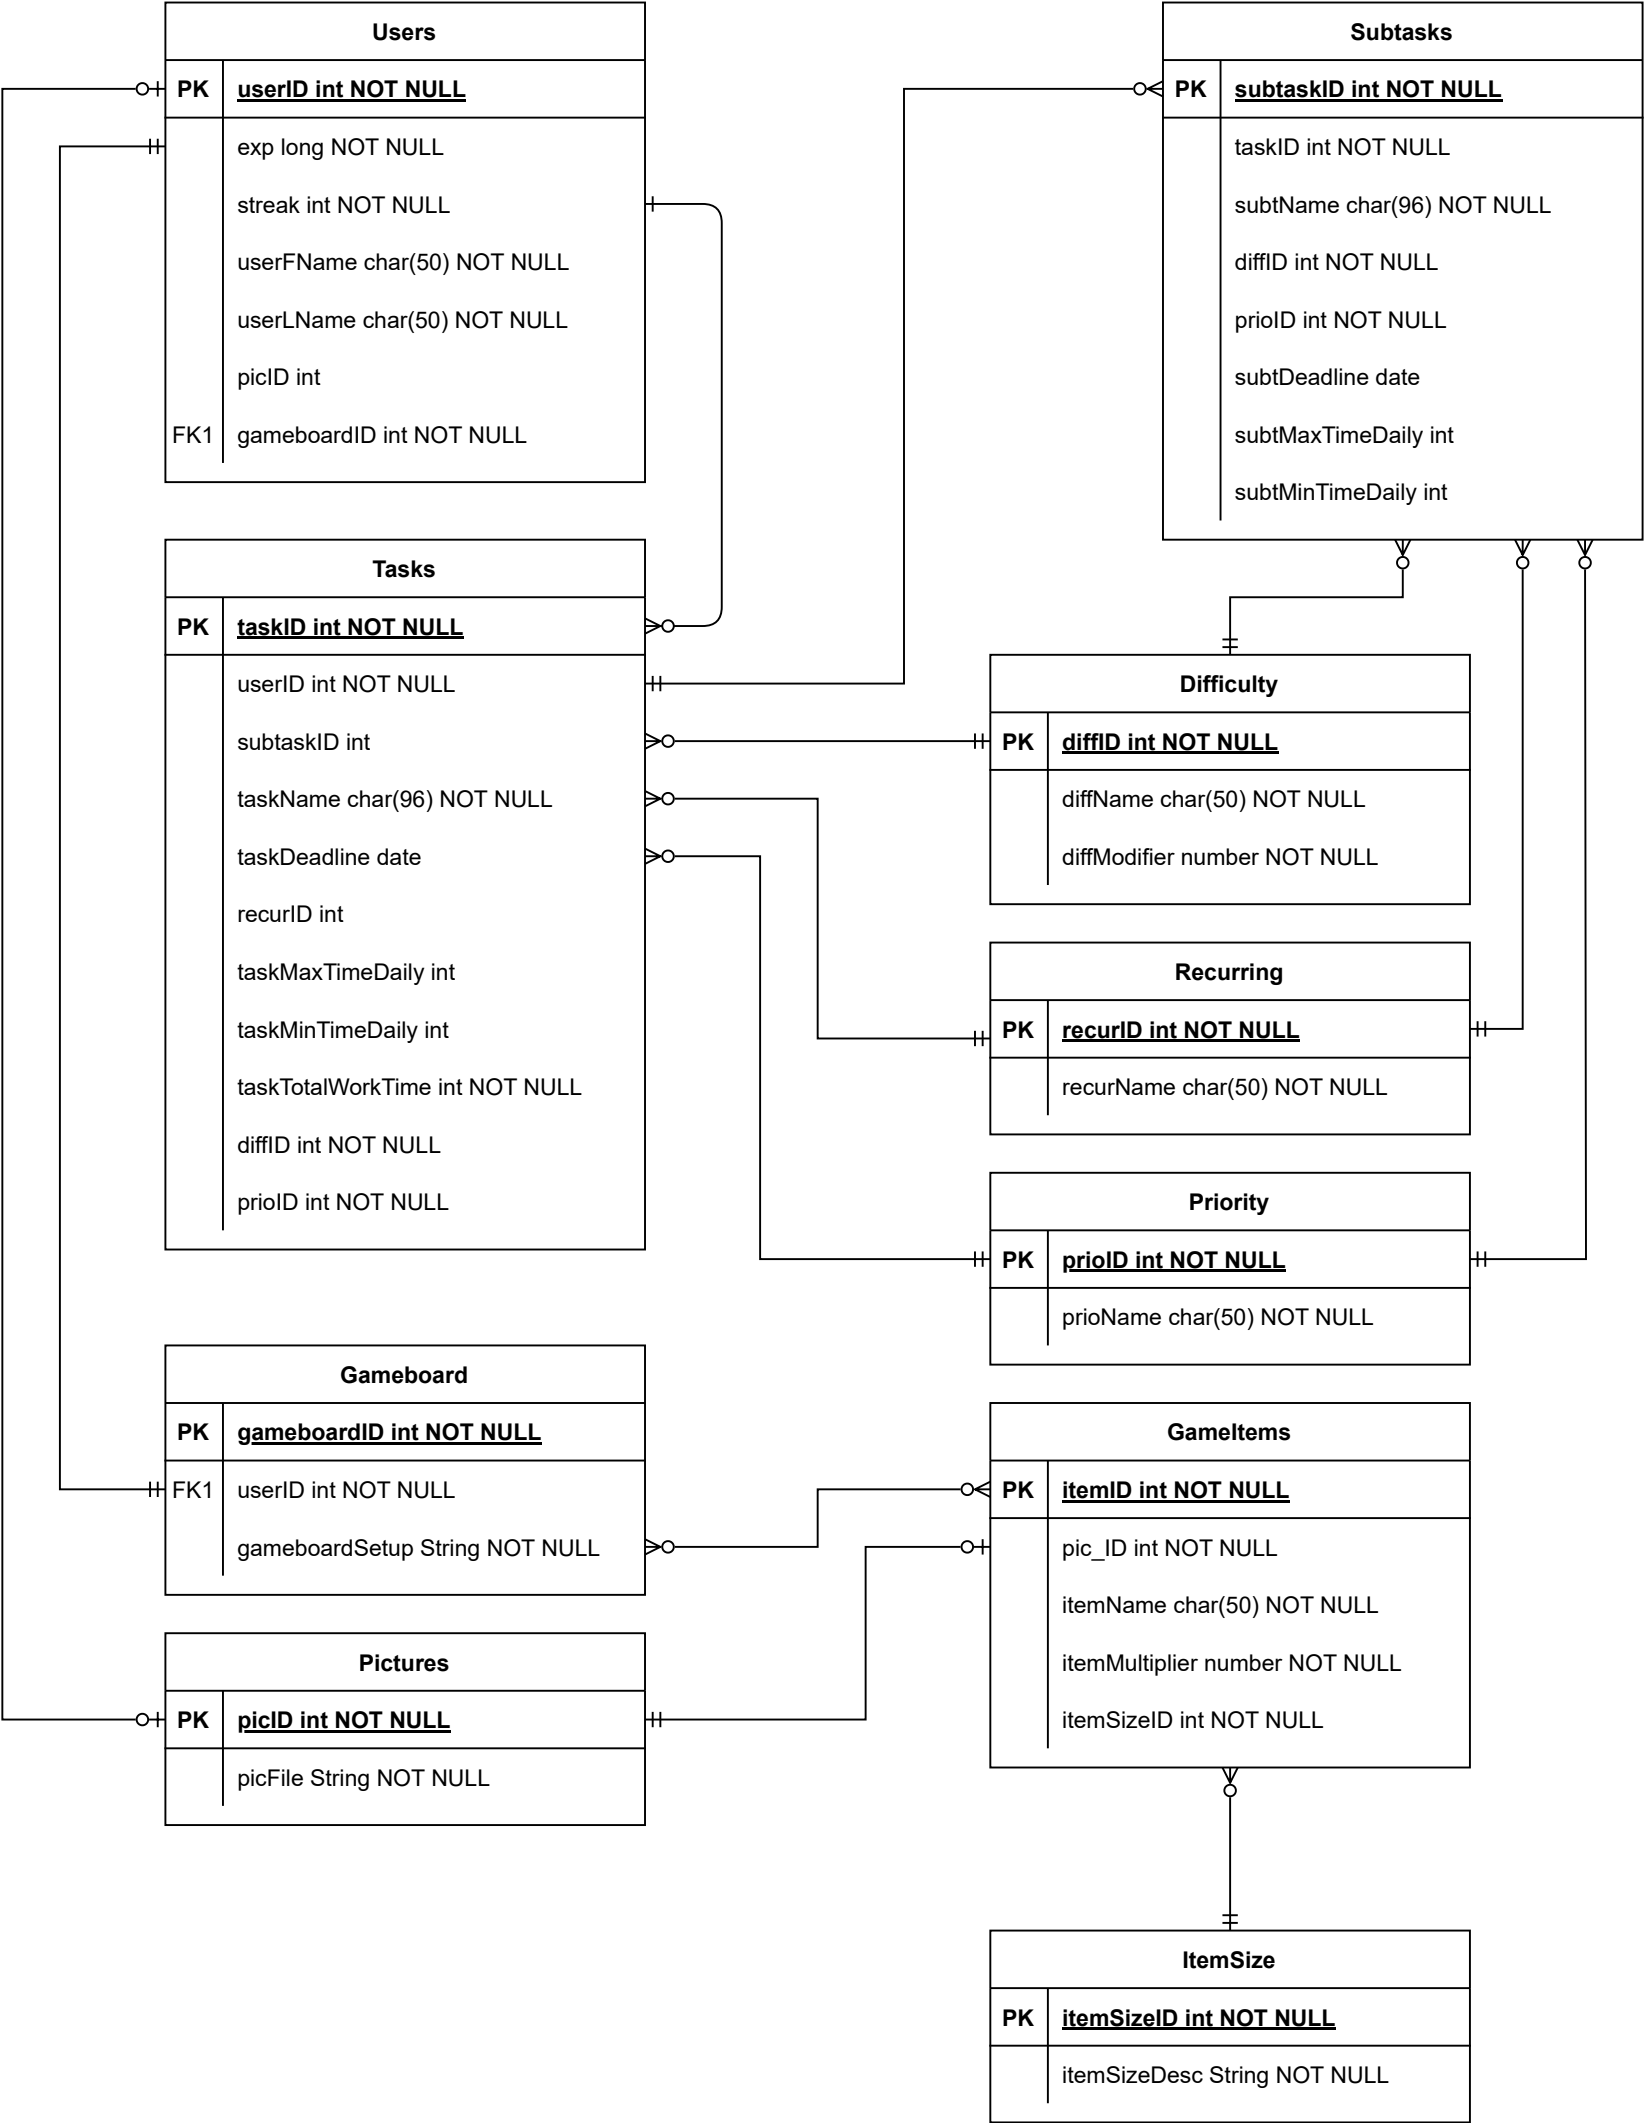 Users
PK userID int NOT NULL
exp long NOT NULL
streak int NOT NULL
userFName char(50) NOT NULL
userLName char(50) NOT NULL
picID int
FK1 gameboardID int NOT NULL
Subtasks
PK subtaskID int NOT NULL
taskID int NOT NULL
subtName char(96) NOT NULL
diffID int NOT NULL
prioID int NOT NULL
subtDeadline date
subtMaxTimeDaily int
subtMinTimeDaily int
Tasks
PK taskID int NOT NULL
userID int NOT NULL
subtaskID int
taskName char(96) NOT NULL
taskDeadline date
recurID int
taskMaxTimeDaily int
taskMinTimeDaily int
taskTotalWorkTime int NOT NULL
diffID int NOT NULL
prioID int NOT NULL
Difficulty
PK diffID int NOT NULL
diffName char(50) NOT NULL
diffModifier number NOT NULL
Recurring
PK recurID int NOT NULL
recurName char(50) NOT NULL
Priority
PK prioID int NOT NULL
prioName char(50) NOT NULL
Gameboard
PK gameboardID int NOT NULL
FK1 userID int NOT NULL
gameboardSetup String NOT NULL
GameItems
PK itemID int NOT NULL
pic_ID int NOT NULL
itemName char(50) NOT NULL
itemMultiplier number NOT NULL
itemSizeID int NOT NULL
Pictures
PK picID int NOT NULL
picFile String NOT NULL
ItemSize
PK itemSizeID int NOT NULL
itemSizeDesc String NOT NULL